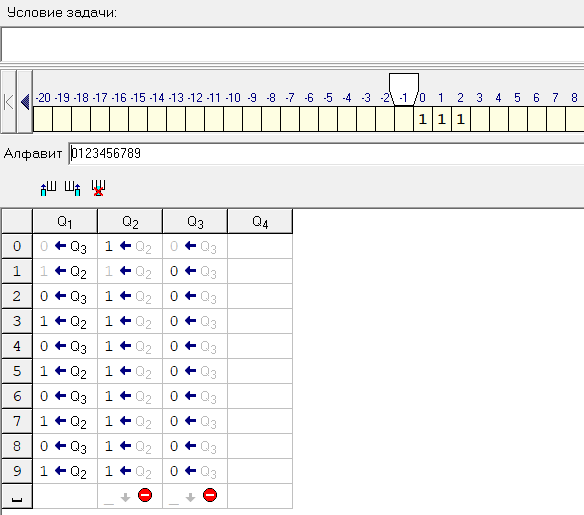 Условие задачи:
-20 -19 -18 -17 -16 -15 -14 -13 -12 -11 -10 -9 -8 -7 -6 -5 -4 -3 -2 -1 0 1 2 3 4 5 6 7 8
1 1 1
Алфавит 0123456789
Q1 Q2 Q3 Q4
0 0 ← Q3 1 ← Q2 0 ← Q3
1 1 ← Q2 1 ← Q2 0 ← Q3
2 0 ← Q3 1 ← Q2 0 ← Q3
3 1 ← Q2 1 ← Q2 0 ← Q3
4 0 ← Q3 1 ← Q2 0 ← Q3
5 1 ← Q2 1 ← Q2 0 ← Q3
6 0 ← Q3 1 ← Q2 0 ← Q3
7 1 ← Q2 1 ← Q2 0 ← Q3
8 0 ← Q3 1 ← Q2 0 ← Q3
9 1 ← Q2 1 ← Q2 0 ← Q3
␣ _ ↓ _ ↓